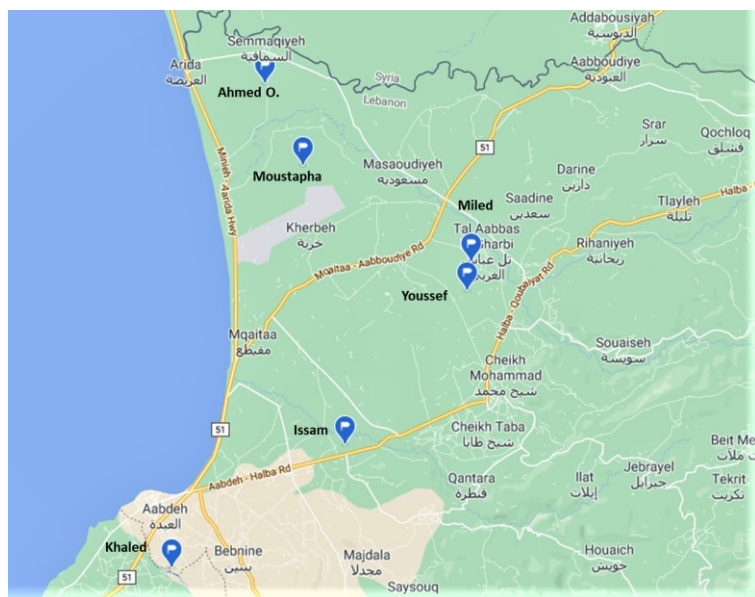 Addabousiyah
الدبوسية
Semmaqiyeh
السماقية
Arida
العريضة
Ahmed O.
Syria
Lebanon
Aabboudiye
العبودية
51
Srar
سرار
Qochloq
قشلق
Moustapha
Masaoudiyeh
مسعودية
Darine
دارين
Miled
Saadine
سعدين
Tlayleh
تليلة
Minieh - Aarida Hwy
Kherbeh
خربة
Tal Aabbas
تل عباس
الغربي
Rihaniyeh
ريحانية
Halba
Mqaitaa - Aabboudiye Rd
Youssef
Halba - Qoubaiyat Rd
Mqaitaa
مقيطع
Souaiseh
سويسة
Cheikh
Mohammad
شيخ محمد
51
Issam
Cheikh Taba
شيخ طابا
Beit Me
Aabdeh - Halba Rd
Qantara
قنطرة
Ilat
إيلات
Jebrayel
جبرايل
Tekrit
تكريت
Aabdeh
العبدة
Khaled
Bebnine
ببنين
Majdala
مجدلا
Houaich
حويش
51
Saysouq